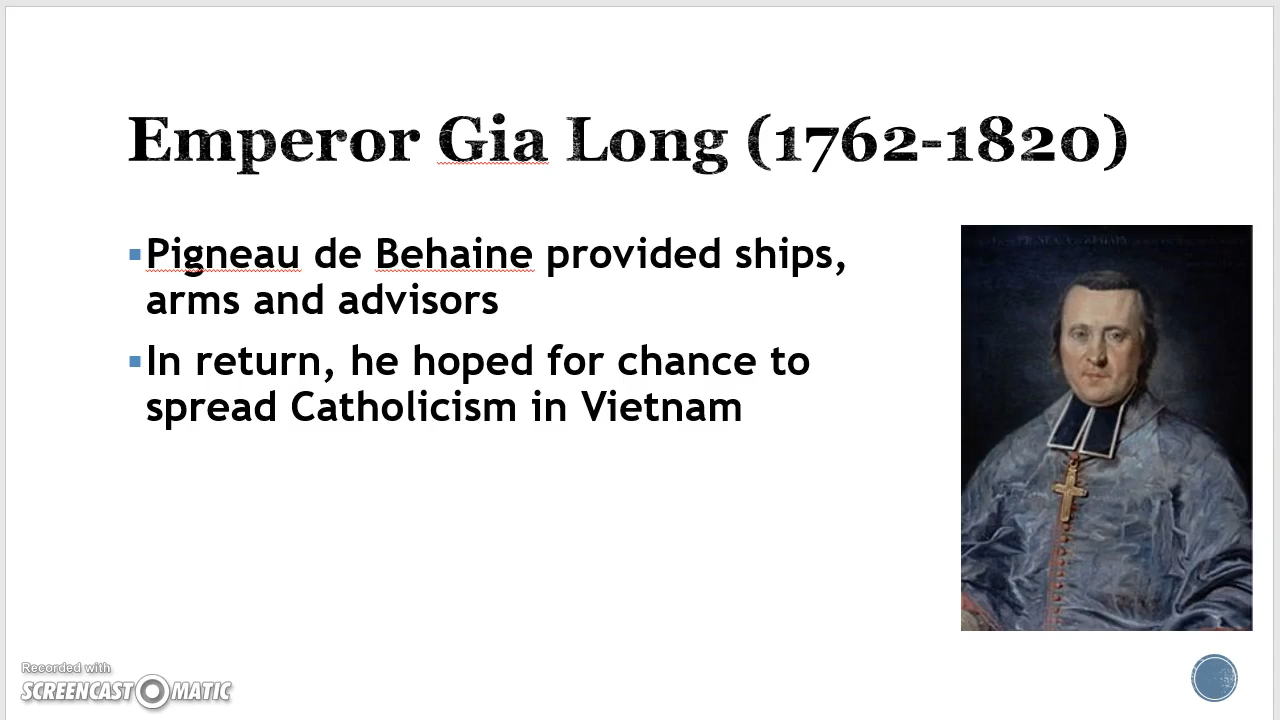 Emperor Gia Long (1762-1820)
Pigneau de Behaine provided ships,
arms and advisors
In return, he hoped for chance to
spread Catholicism in Vietnam
Recorded with
SCREENCAST MATIC